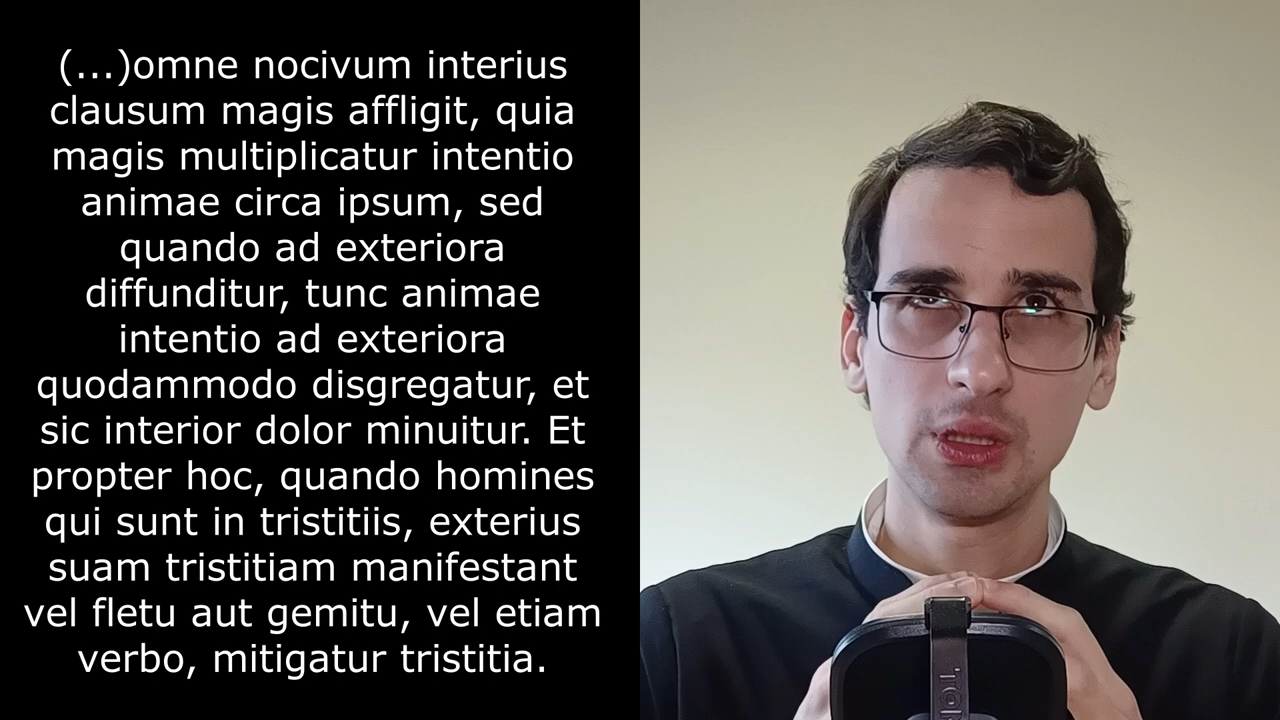 (...)omne nocivum interius
clausum magis affligit, quia
magis multiplicatur intentio
animae circa ipsum, sed
quando ad exteriora
diffunditur, tunc animae
intentio ad exteriora
quodammodo disgregatur, et
sic interior dolor minuitur. Et
propter hoc, quando homines
qui sunt in tristitiis, exterius
suam tristitiam manifestant
vel fletu aut gemitu, vel etiam
verbo, mitigatur tristitia.